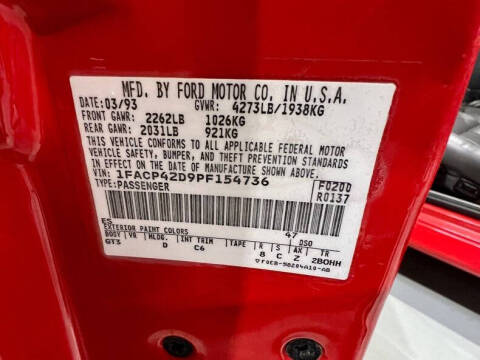 MFD. BY FORD MOTOR CO. IN U.S.A.
DATE: 03/93 GVWR: 4273LB/1938KG
FRONT GAWR: 2262LB 1026KG
REAR GAWR: 2031LB 921KG
THIS VEHICLE CONFORMS TO ALL APPLICABLE FEDERAL MOTOR
VEHICLE SAFETY, BUMPER, AND THEFT PREVENTION STANDARDS
IN EFFECT ON THE DATE OF MANUFACTURE SHOWN ABOVE.
VIN: 1FACP42D9PF154736 F0200
TYPE: PASSENGER R0137
ES 47
EXTERIOR PAINT COLORS DSO
BODY VR MLDG. INT TRIM TAPE R S AX TR
GT3 D C6 8 C Z 2BOHH